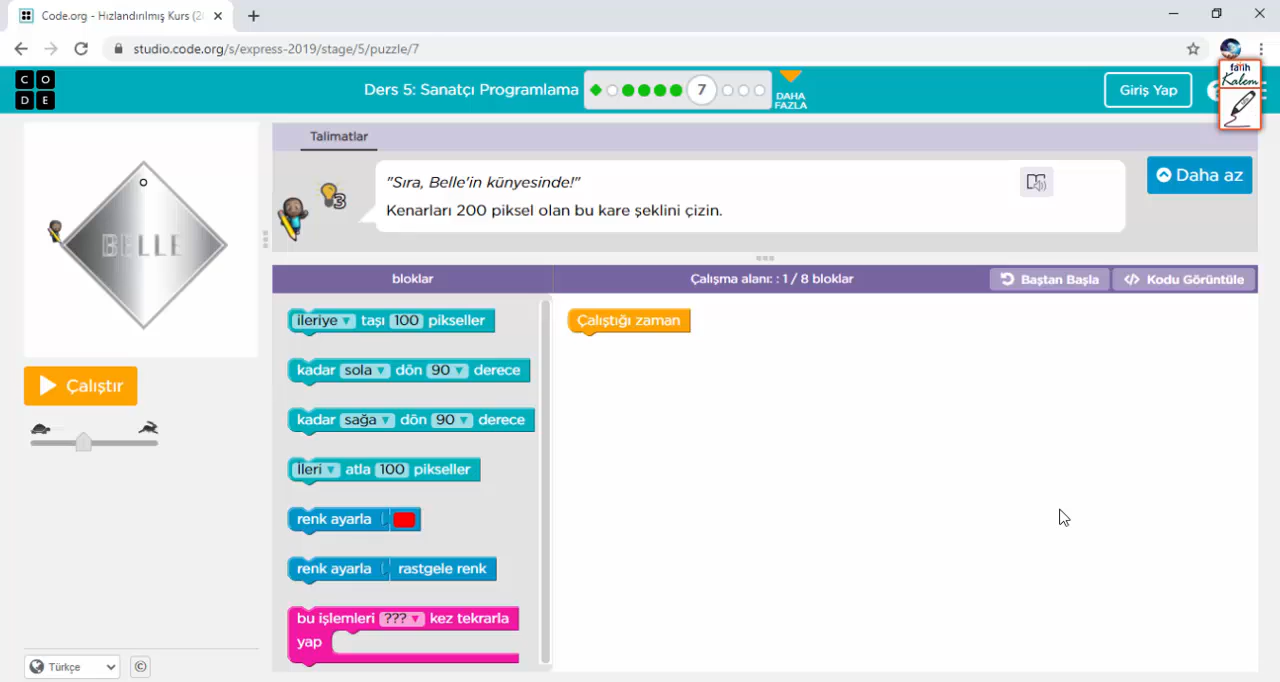 Code.org - Hızlandırılmış Kurs (2
studio.code.org/s/express-2019/stage/5/puzzle/7
C O
D E
Ders 5: Sanatçı Programlama
7
DAHA
FAZLA
Giriş Yap
?
fatih
Kalem
Talimatlar
3
"Sıra, Belle'in künyesinde!"
Kenarları 200 piksel olan bu kare şeklini çizin.
Daha az
BELLE
bloklar
Çalışma alanı: : 1 / 8 bloklar
Baştan Başla
</> Kodu Görüntüle
Çalıştır
ileriye taşı 100 pikseller
Çalıştığı zaman
kadar sola dön 90 derece
kadar sağa dön 90 derece
İleri atla 100 pikseller
renk ayarla
renk ayarla rastgele renk
bu işlemleri ??? kez tekrarla
yap
Türkçe
©